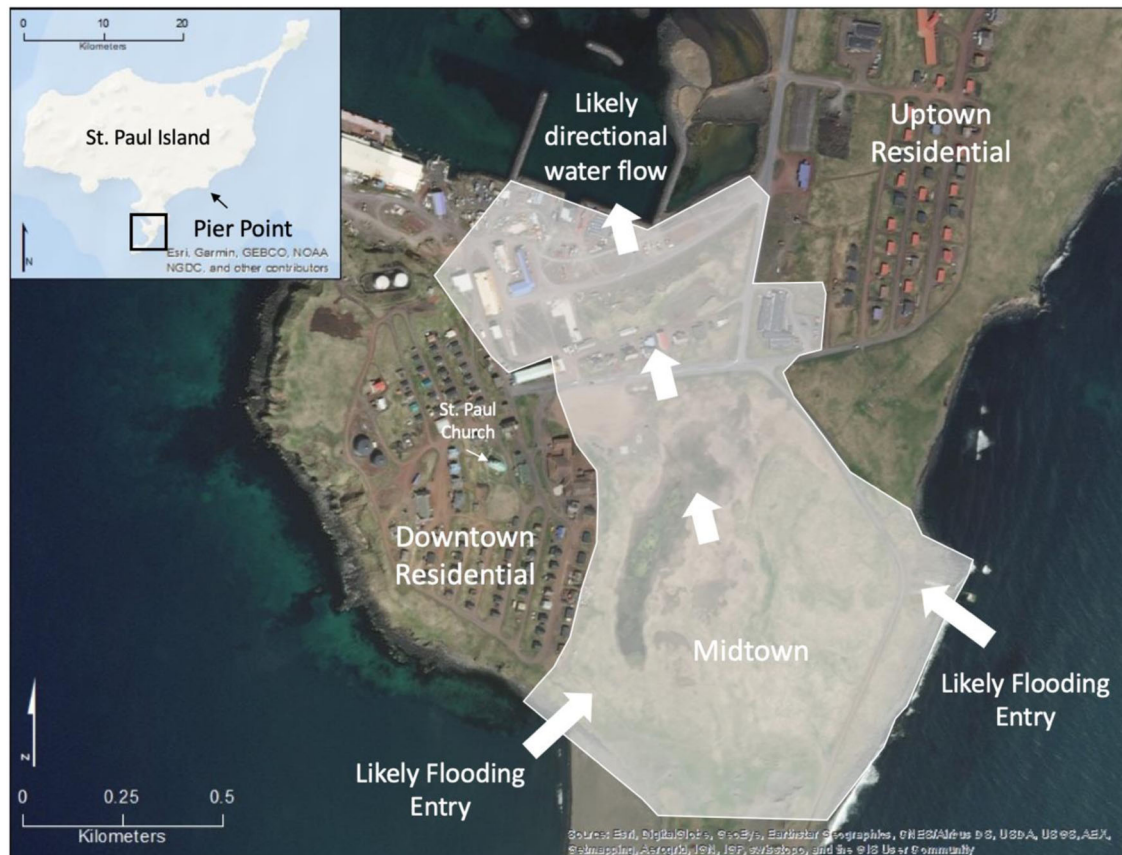 0 10 20
Kilometers
St. Paul Island
Pier Point
Esri, Garmin, GEBCO, NOAA
NGDC, and other contributors
N
Likely
directional
water flow
Uptown
Residential
St. Paul
Church
Downtown
Residential
Midtown
Likely Flooding
Entry
Likely Flooding
Entry
N
0 0.25 0.5
Kilometers
Source: Esri, DigitalGlobe, GeoEye, Earthstar Geographics, CNES/Airbus DS, USDA, USGS, AEX,
Getmapping, Aerogrid, IGN, IGP, swisstopo, and the GIS User Community